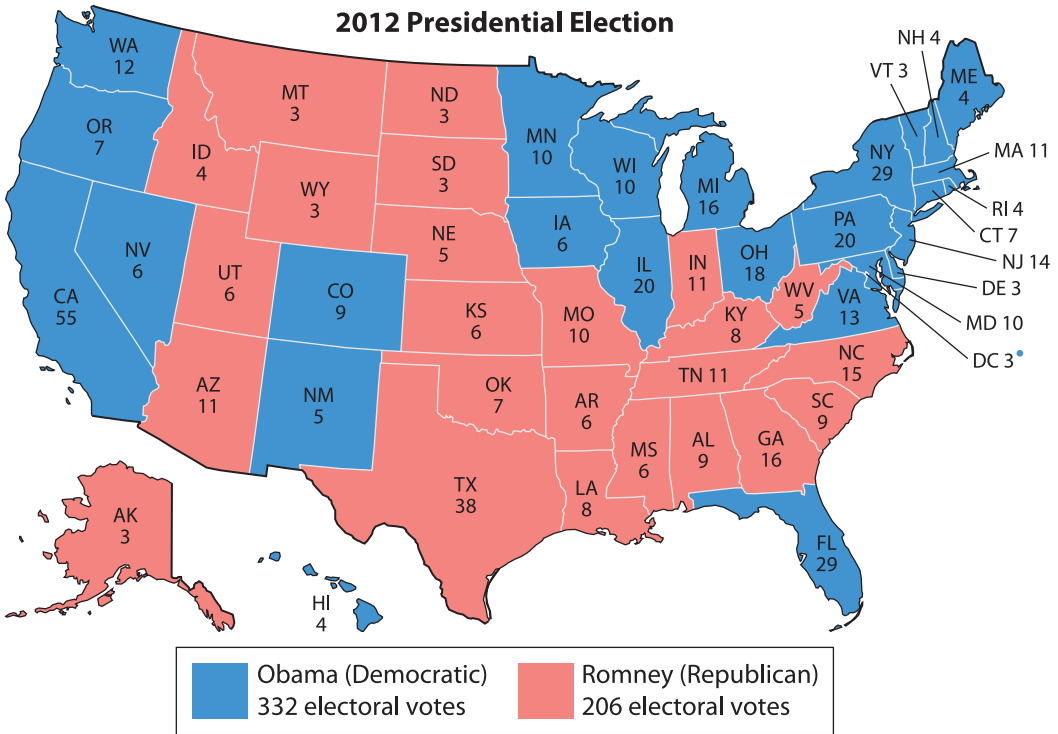 2012 Presidential Election
WA
12
OR
7
CA
55
NV
6
ID
4
MT
3
WY
3
UT
6
AZ
11
CO
9
NM
5
ND
3
SD
3
NE
5
KS
6
OK
7
TX
38
MN
10
IA
6
MO
10
AR
6
LA
8
WI
10
IL
20
MS
6
MI
16
IN
11
KY
8
TN 11
AL
9
OH
18
WV
5
GA
16
FL
29
SC
9
NC
15
VA
13
PA
20
NY
29
VT 3
NH 4
ME
4
MA 11
RI 4
CT 7
NJ 14
DE 3
MD 10
DC 3
AK
3
HI
4
Obama (Democratic)
332 electoral votes
Romney (Republican)
206 electoral votes